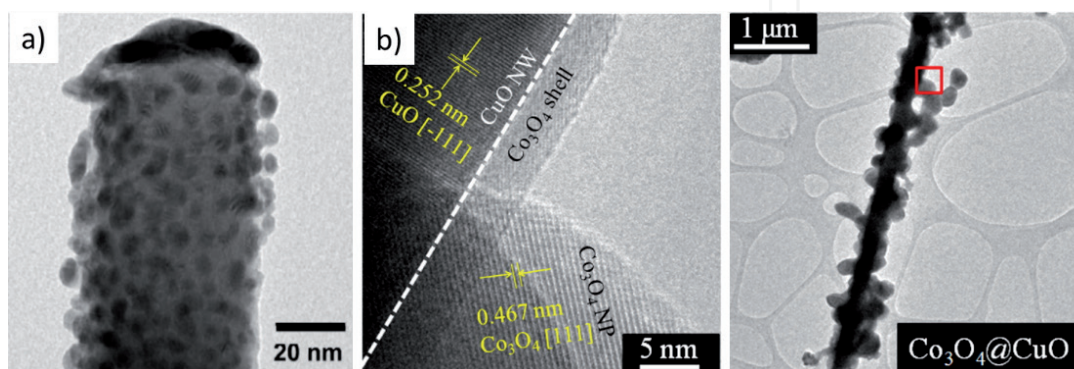 a)
20 nm
b)
0.252 nm
CuO [-111]
CuO NW
Co₃O₄ shell
0.467 nm
Co₃O₄ [111]
Co₃O₄ NP
5 nm
1 µm
Co₃O₄@CuO